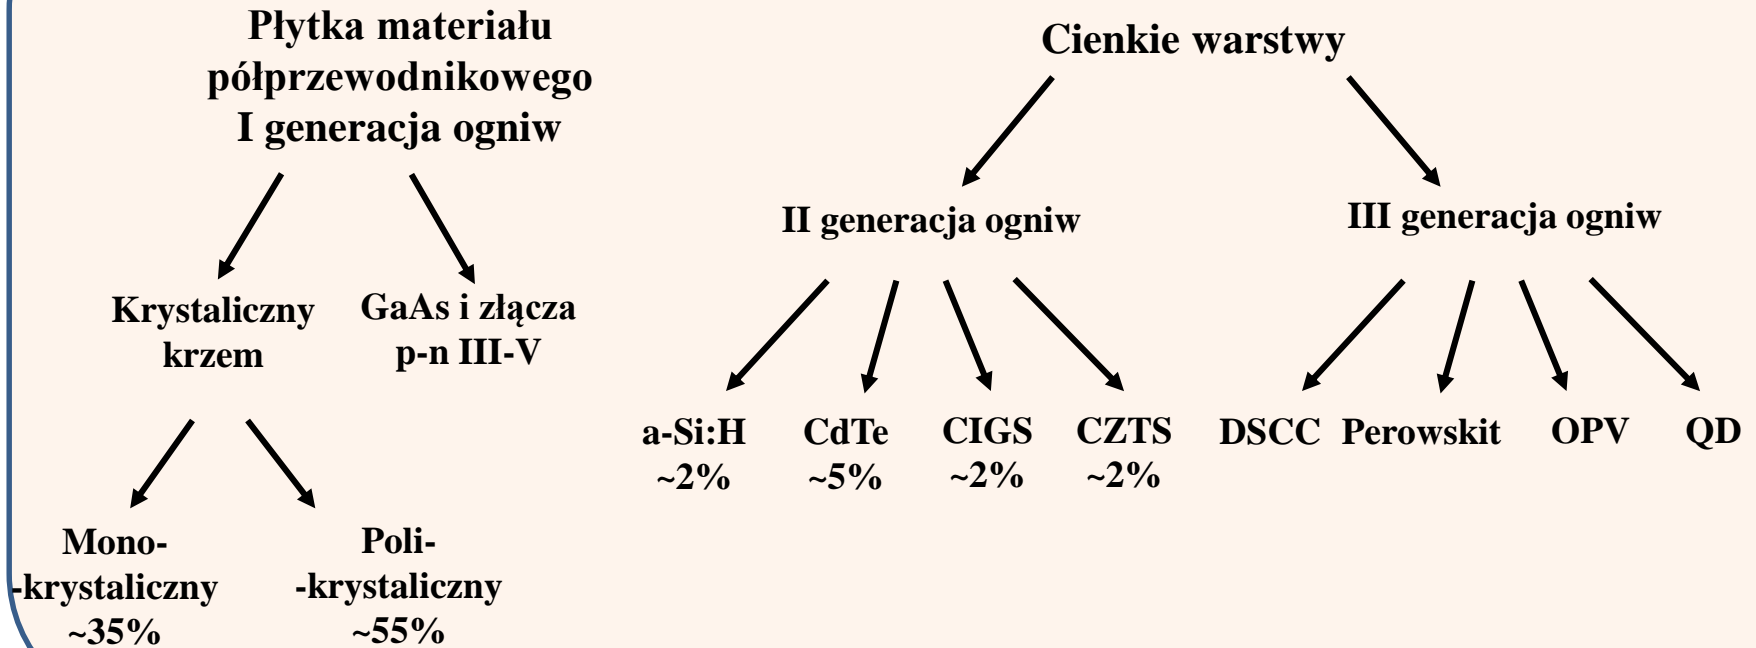 Płytka materiału
półprzewodnikowego
I generacja ogniw
Krystaliczny
krzem
GaAs i złącza
p-n III-V
Mono-
-krystaliczny
~35%
Poli-
-krystaliczny
~55%
Cienkie warstwy
II generacja ogniw
a-Si:H
~2%
CdTe
~5%
CIGS
~2%
CZTS
~2%
III generacja ogniw
DSCC
Perowskit
OPV
QD